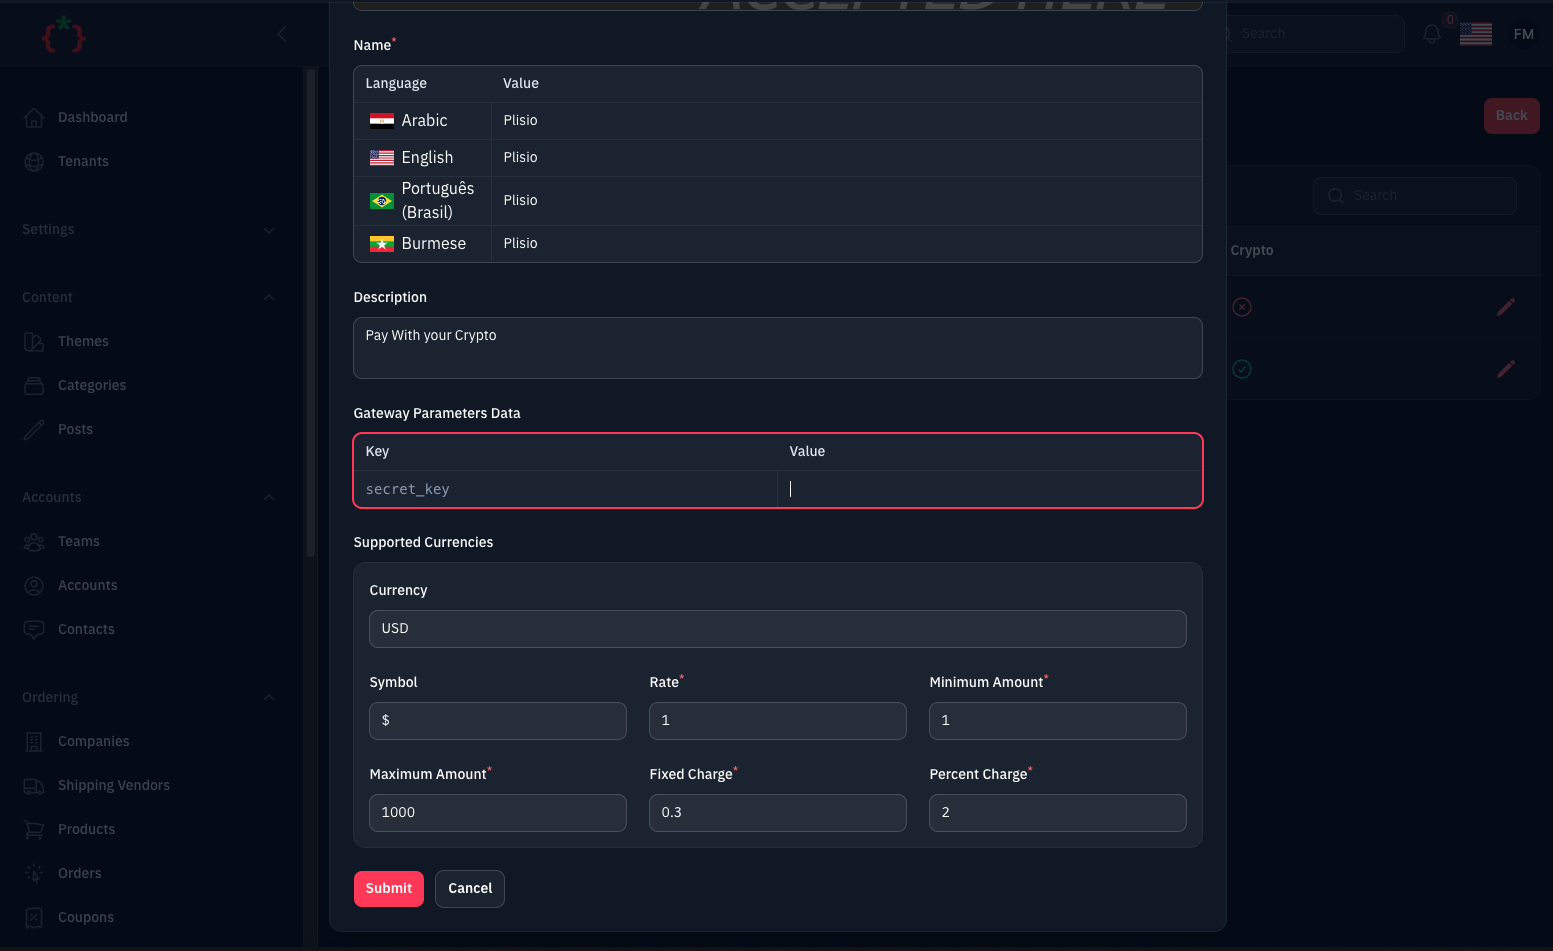 ACCEPTED HERE
Search
0
FM
Dashboard
Tenants
Settings
Content
Themes
Categories
Posts
Accounts
Teams
Accounts
Contacts
Ordering
Companies
Shipping Vendors
Products
Orders
Coupons
Name*
Language Value
Arabic Plisio
English Plisio
Português
(Brasil)
Plisio
Burmese Plisio
Description
Pay With your Crypto
Gateway Parameters Data
Key Value
secret_key
Supported Currencies
Currency
USD
Symbol Rate* Minimum Amount*
$ 1 1
Maximum Amount* Fixed Charge* Percent Charge*
1000 0.3 2
Submit Cancel
Back
Search
Crypto